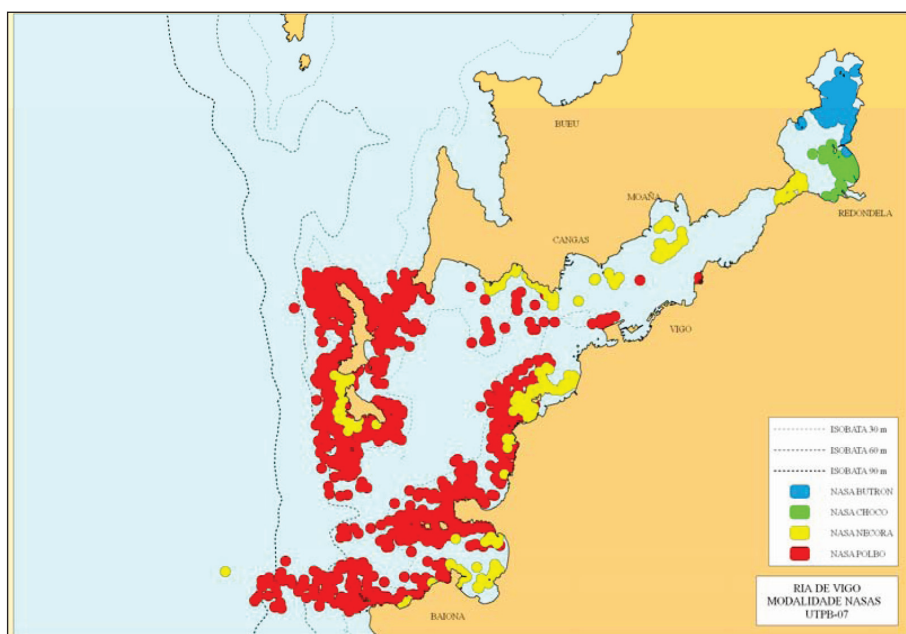 BUEU
MOAÑA
REDONDELA
CANGAS
VIGO
ISOBATA 30 m
ISOBATA 60 m
ISOBATA 90 m
NASA BUTRON
NASA CHOCO
NASA NECORA
NASA POLBO
RIA DE VIGO
MODALIDADE NASAS
UTPB-07
BAIONA